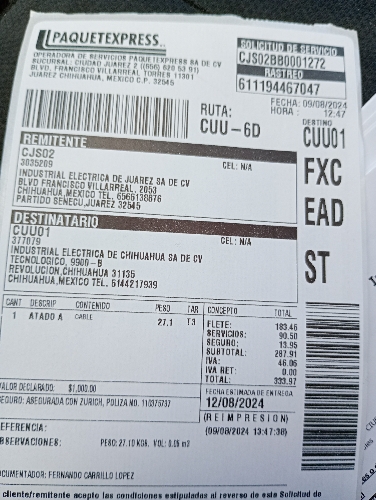 PAQUETEXPRESS
OPERADORA DE SERVICIOS PAQUETEXPRESS SA DE CV
SUCURSAL: CIUDAD JUAREZ 2 ((656) 620 53 91)
BLVD. FRANCISCO VILLARREAL TORRES 11301
JUAREZ CHIHUAHUA, MEXICO C.P. 32545
SOLICITUD DE SERVICIO
CJS02BB0001272
RASTREO
611194467047
FECHA: 09/08/2024
HORA : 12:47
RUTA:
CUU-6D
DESTINO
CUU01
FXC
EAD
ST
REMITENTE
CJS02 CEL: N/A
3035289
INDUSTRIAL ELECTRICA DE JUAREZ SA DE CV
BLVD FRANCISCO VILLARREAL, 2053
CHIHUAHUA, MEXICO TEL. 6566138876
PARTIDO SENECU, JUAREZ 32545
DESTINATARIO
CUU01 CEL: N/A
377079
INDUSTRIAL ELECTRICA DE CHIHUAHUA SA DE CV
TECNOLOGICO, 9900-B
REVOLUCION, CHIHUAHUA 31135
CHIHUAHUA, MEXICO TEL. 6144217939
CANT DESCRIP CONTENIDO PESO TAR CONCEPTO TOTAL
1 ATADO A CABLE 27.1 T3
FLETE: 183.46
SERVICIOS: 90.50
SEGURO: 13.95
SUBTOTAL: 287.91
IVA: 46.06
IVA RET: 0.00
TOTAL: 333.97
VALOR DECLARADO: $1,000.00
SEGURO: ASEGURADA CON ZURICH, POLIZA NO.
FECHA ESTIMADA DE ENTREGA
12/08/2024
(REIMPRESION)
(09/08/2024 13:47:36)
REFERENCIA:
OBSERVACIONES: PESO: 27.10 KGS. VOL: 0.05 m3
DOCUMENTADOR: FERNANDO CARRILLO LOPEZ
cliente/remitente acepto las condiciones estipuladas al reverso de este Solicitud de